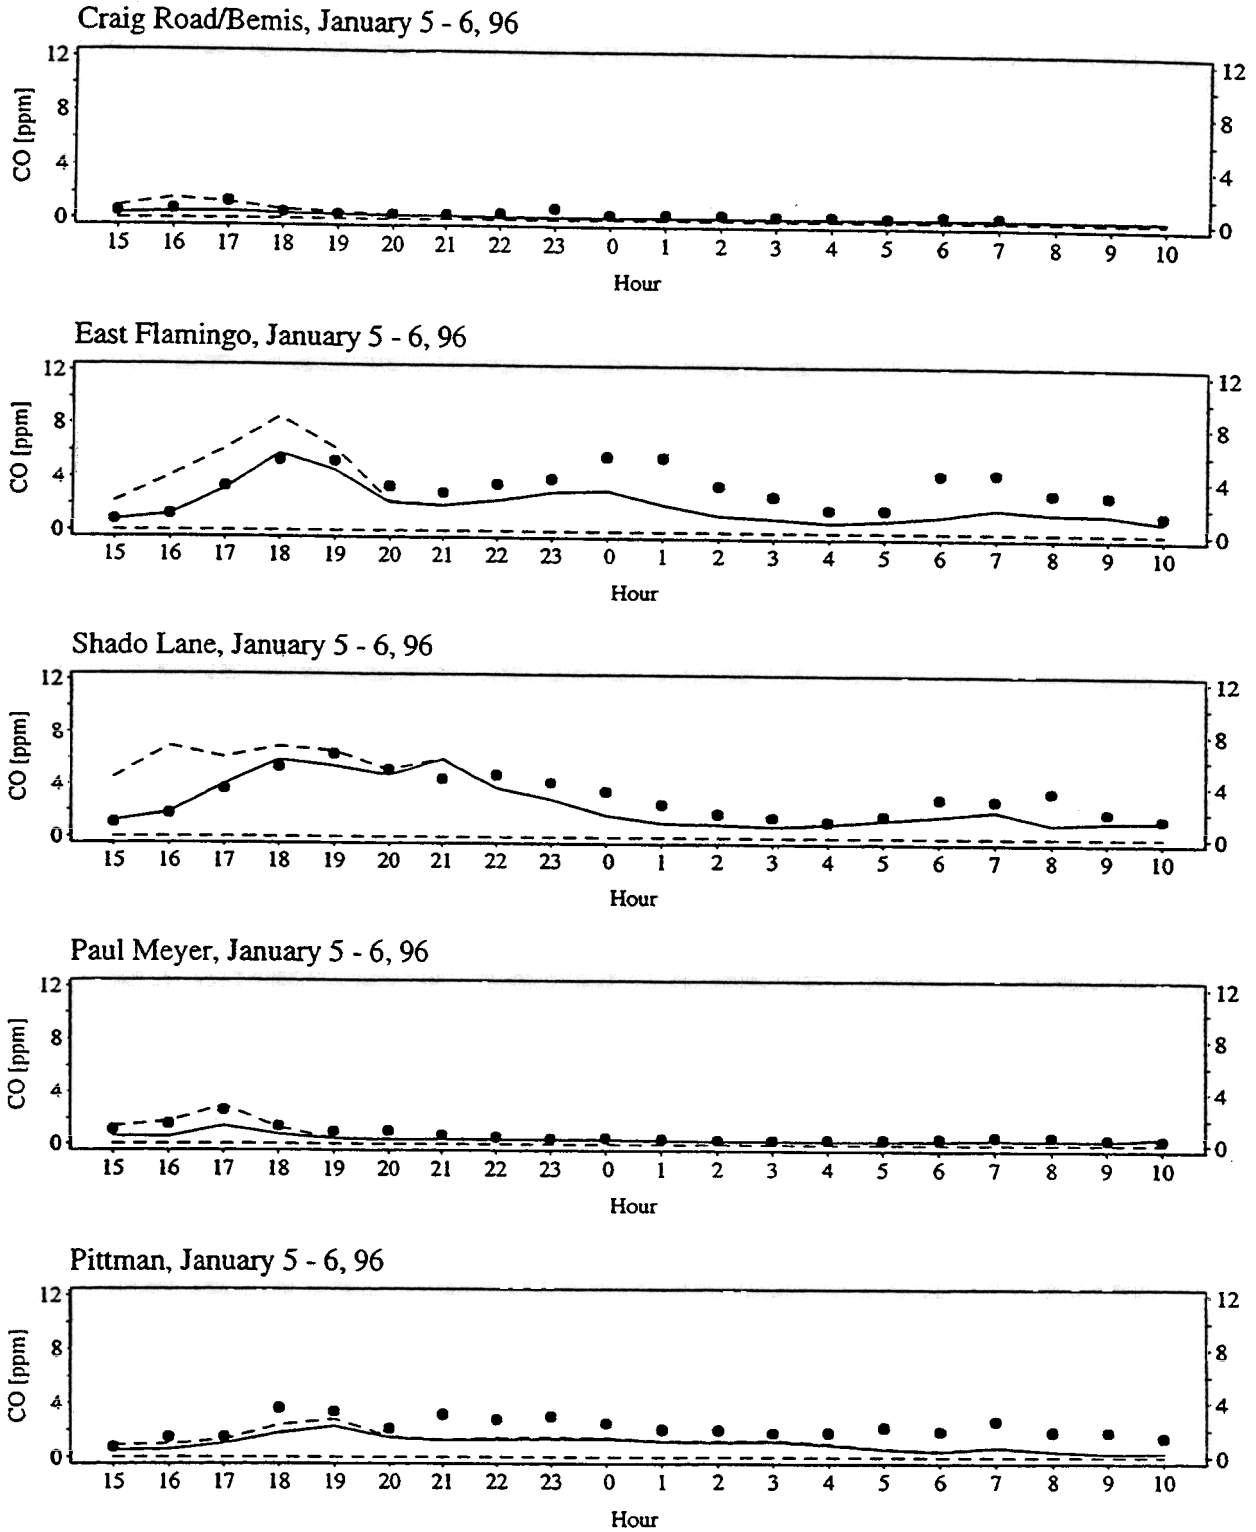 Craig Road/Bemis, January 5 - 6, 96
12
8
4
0
CO [ppm]
12
8
4
0
15 16 17 18 19 20 21 22 23 0 1 2 3 4 5 6 7 8 9 10
Hour
East Flamingo, January 5 - 6, 96
12
8
4
0
CO [ppm]
12
8
4
0
15 16 17 18 19 20 21 22 23 0 1 2 3 4 5 6 7 8 9 10
Hour
Shado Lane, January 5 - 6, 96
12
8
4
0
CO [ppm]
12
8
4
0
15 16 17 18 19 20 21 22 23 0 1 2 3 4 5 6 7 8 9 10
Hour
Paul Meyer, January 5 - 6, 96
12
8
4
0
CO [ppm]
12
8
4
0
15 16 17 18 19 20 21 22 23 0 1 2 3 4 5 6 7 8 9 10
Hour
Pittman, January 5 - 6, 96
12
8
4
0
CO [ppm]
12
8
4
0
15 16 17 18 19 20 21 22 23 0 1 2 3 4 5 6 7 8 9 10
Hour